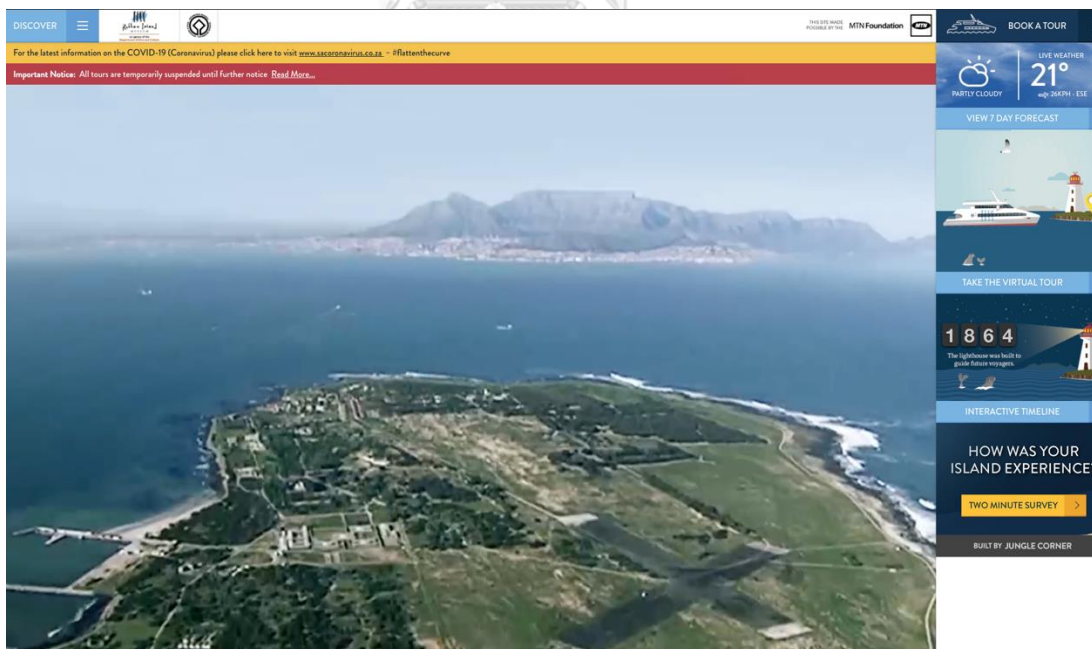 DISCOVER
Robben Island
MUSEUM
THIS SITE MADE
POSSIBLE BY THE
MTN Foundation
MTN
BOOK A TOUR
For the latest information on the COVID-19 (Coronavirus) please click here to visit www.sacoronavirus.co.za – #flattenthecurve
Important Notice: All tours are temporarily suspended until further notice Read More...
LIVE WEATHER
21°
PARTLY CLOUDY
26KPH - ESE
VIEW 7 DAY FORECAST
TAKE THE VIRTUAL TOUR
1864
The lighthouse was built to
guide future voyagers.
INTERACTIVE TIMELINE
HOW WAS YOUR
ISLAND EXPERIENCE
TWO MINUTE SURVEY
BUILT BY JUNGLE CORNER